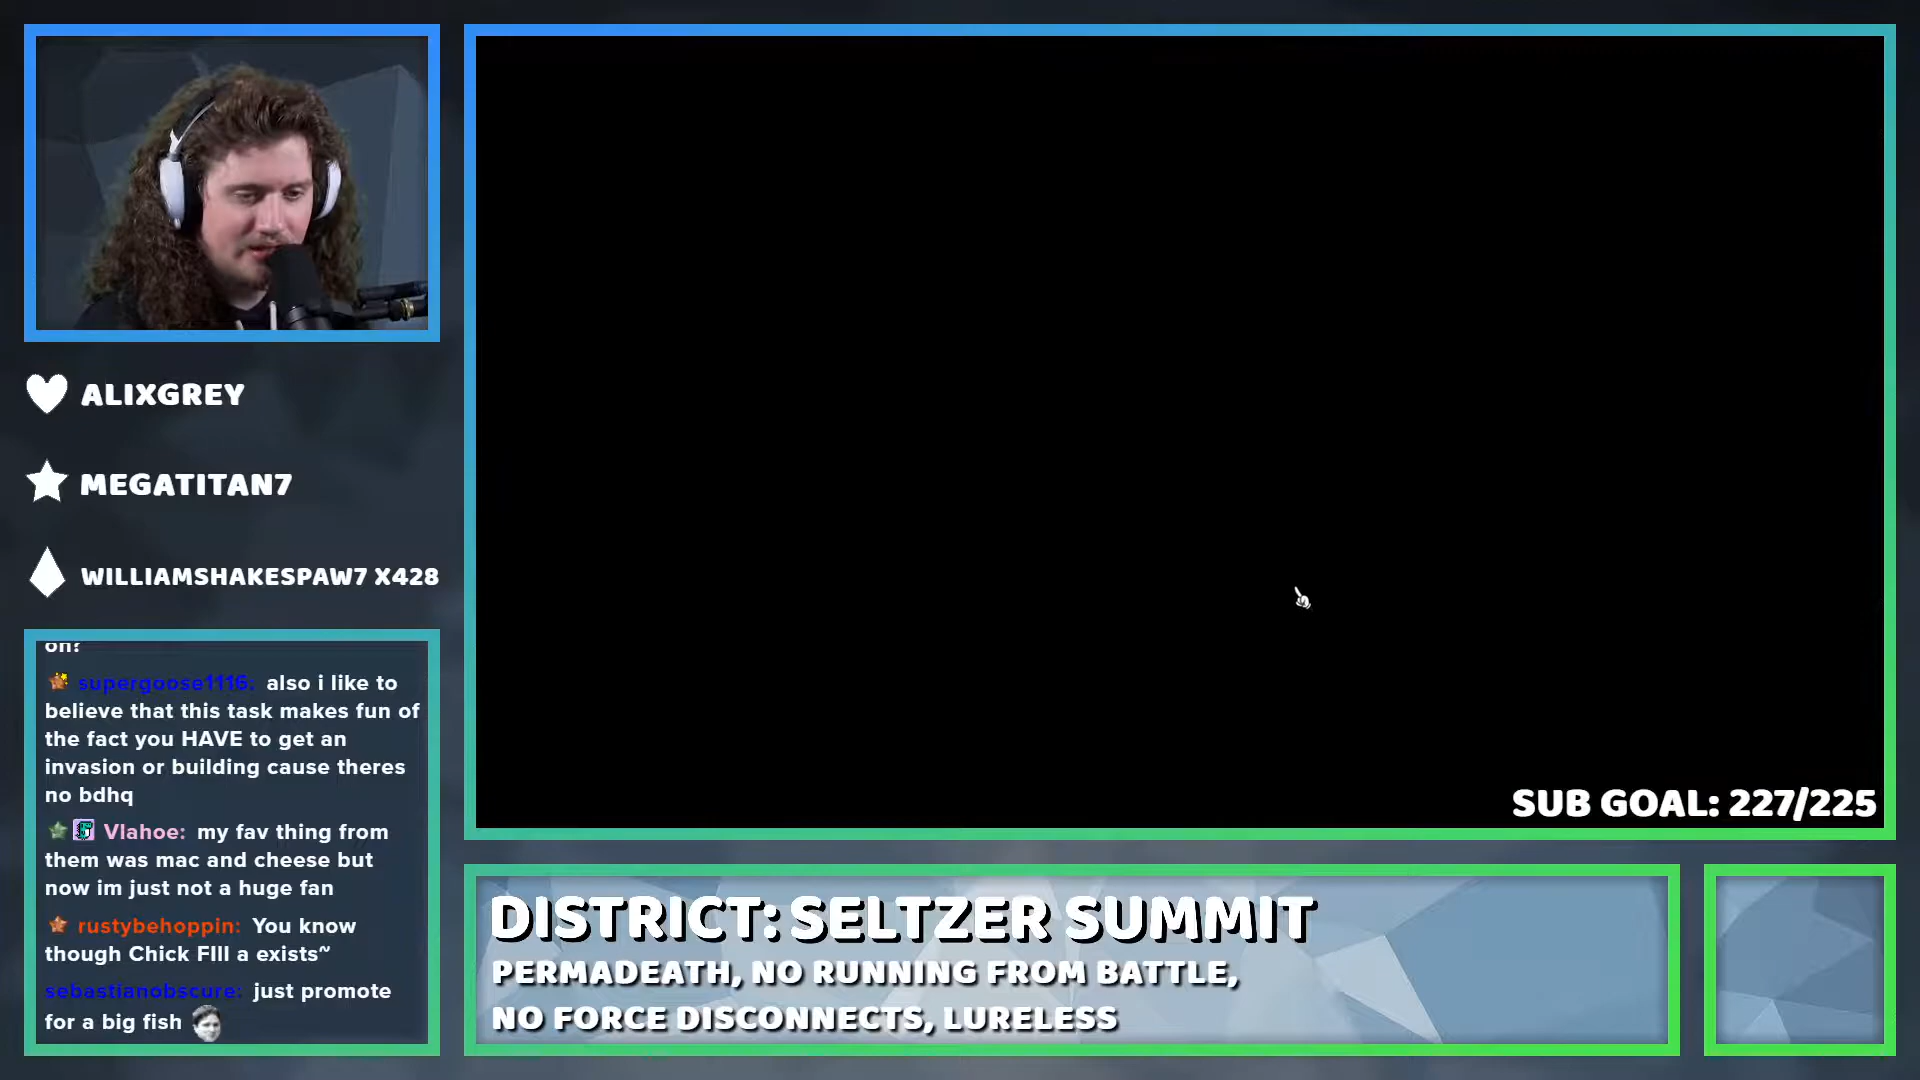 ALIXGREY
MEGATITAN7
WILLIAMSHAKESPAW7 X428
on?
supergoose1116: also i like to
believe that this task makes fun of
the fact you HAVE to get an
invasion or building cause theres
no bdhq
Vlahoe: my fav thing from
them was mac and cheese but
now im just not a huge fan
rustybehoppin: You know
though Chick FIll a exists~
sebastianobscure: just promote
for a big fish
SUB GOAL: 227/225
DISTRICT: SELTZER SUMMIT
PERMADEATH, NO RUNNING FROM BATTLE,
NO FORCE DISCONNECTS, LURELESS